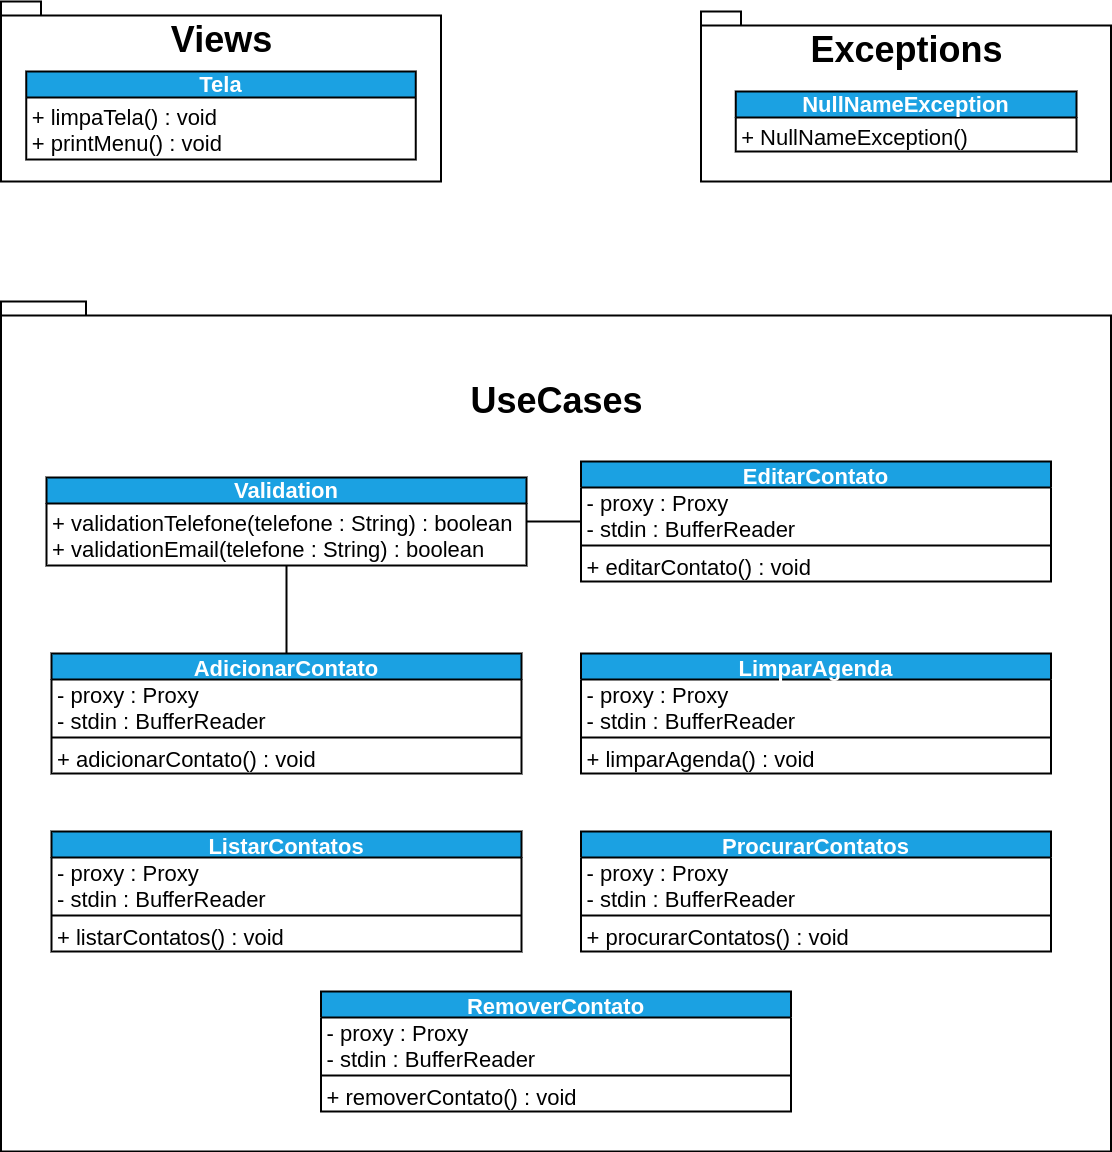 Views
Tela
+ limpaTela() : void
+ printMenu() : void
Exceptions
NullNameException
+ NullNameException()
UseCases
Validation
+ validationTelefone(telefone : String) : boolean
+ validationEmail(telefone : String) : boolean
EditarContato
- proxy : Proxy
- stdin : BufferReader
+ editarContato() : void
AdicionarContato
- proxy : Proxy
- stdin : BufferReader
+ adicionarContato() : void
LimparAgenda
- proxy : Proxy
- stdin : BufferReader
+ limparAgenda() : void
ListarContatos
- proxy : Proxy
- stdin : BufferReader
+ listarContatos() : void
ProcurarContatos
- proxy : Proxy
- stdin : BufferReader
+ procurarContatos() : void
RemoverContato
- proxy : Proxy
- stdin : BufferReader
+ removerContato() : void